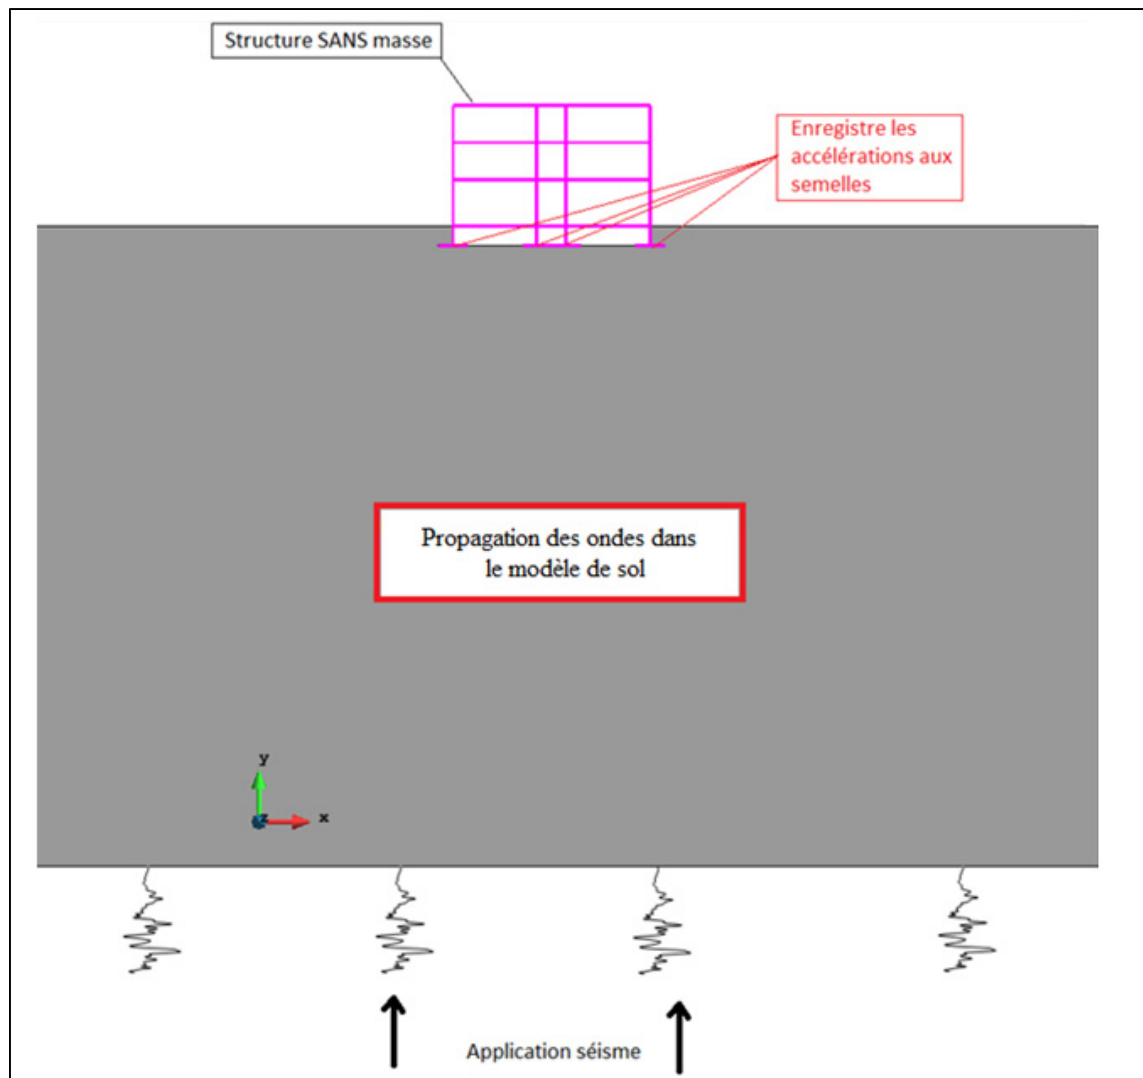 Structure SANS masse
Enregistre les
accélérations aux
semelles
Propagation des ondes dans
le modèle de sol
y
z
x
Application séisme